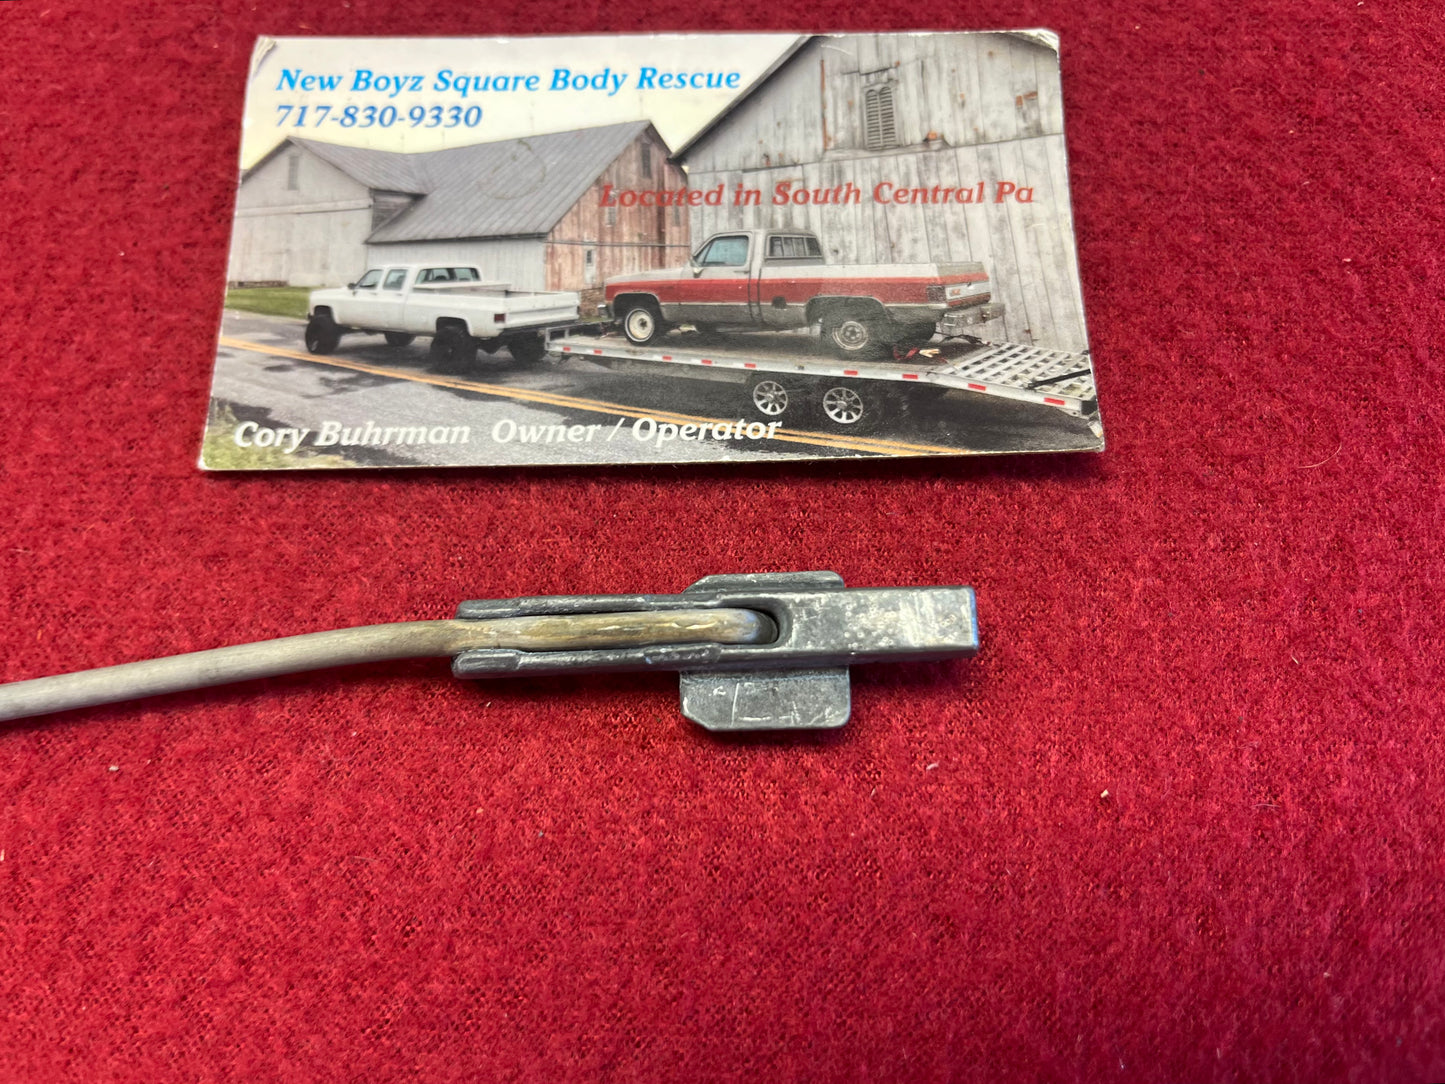 New Boyz Square Body Rescue
717-830-9330
Located in South Central Pa
Cory Buhrman Owner / Operator